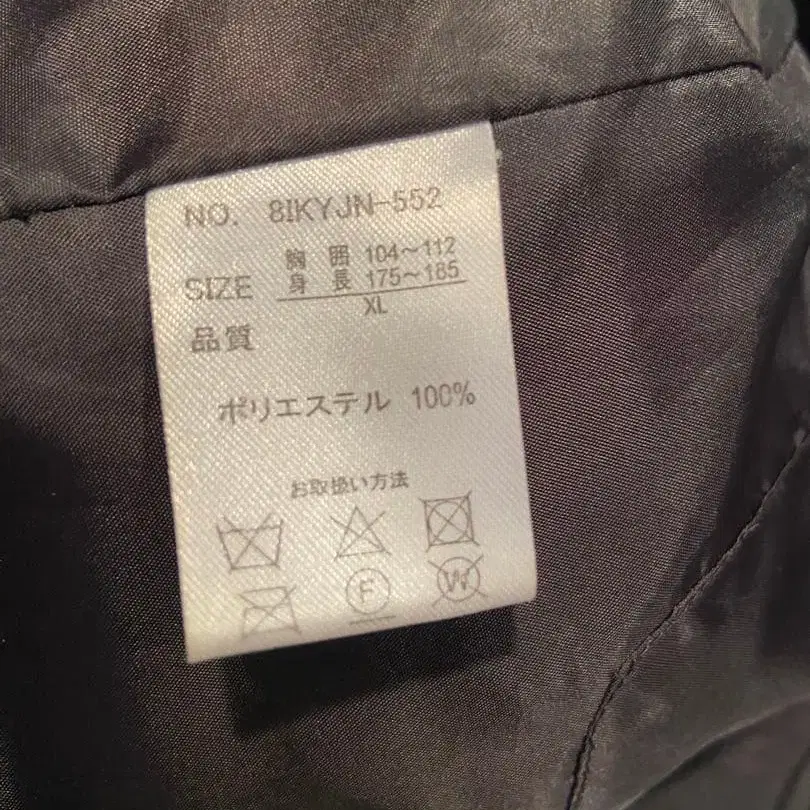 NO. 8IKYJN-552
SIZE 胸 囲 104～112
身 長 175～185
XL
品質
ポリエステル 100%
お取扱い方法
F W